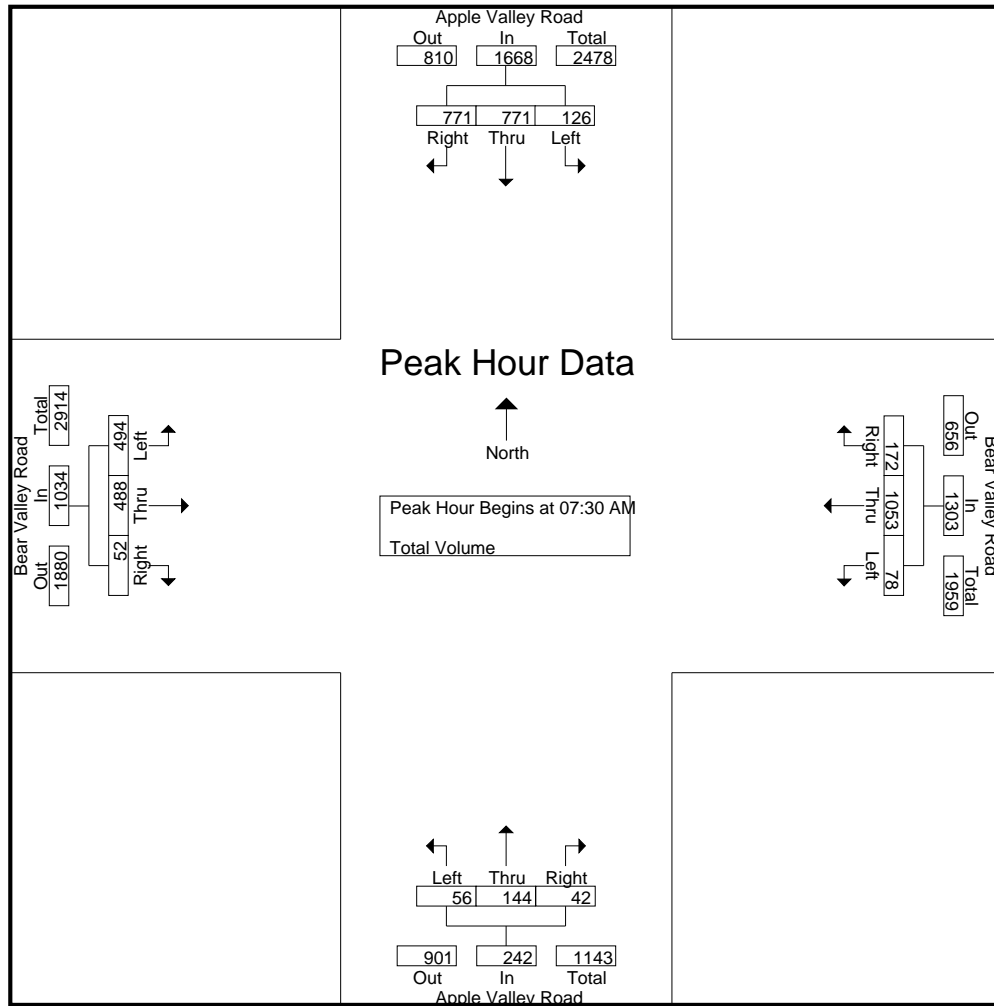 Apple Valley Road
Out In Total
810 1668 2478
771 771 126
Right Thru Left
Peak Hour Data
North
Peak Hour Begins at 07:30 AM
Total Volume
Bear Valley Road
Out In Total
1880 1034 2914
494 488 52
Left Thru Right
Bear Valley Road
Out In Total
656 1303 1959
Right Thru Left
172 1053 78
Left Thru Right
56 144 42
901 242 1143
Out In Total
Apple Valley Road